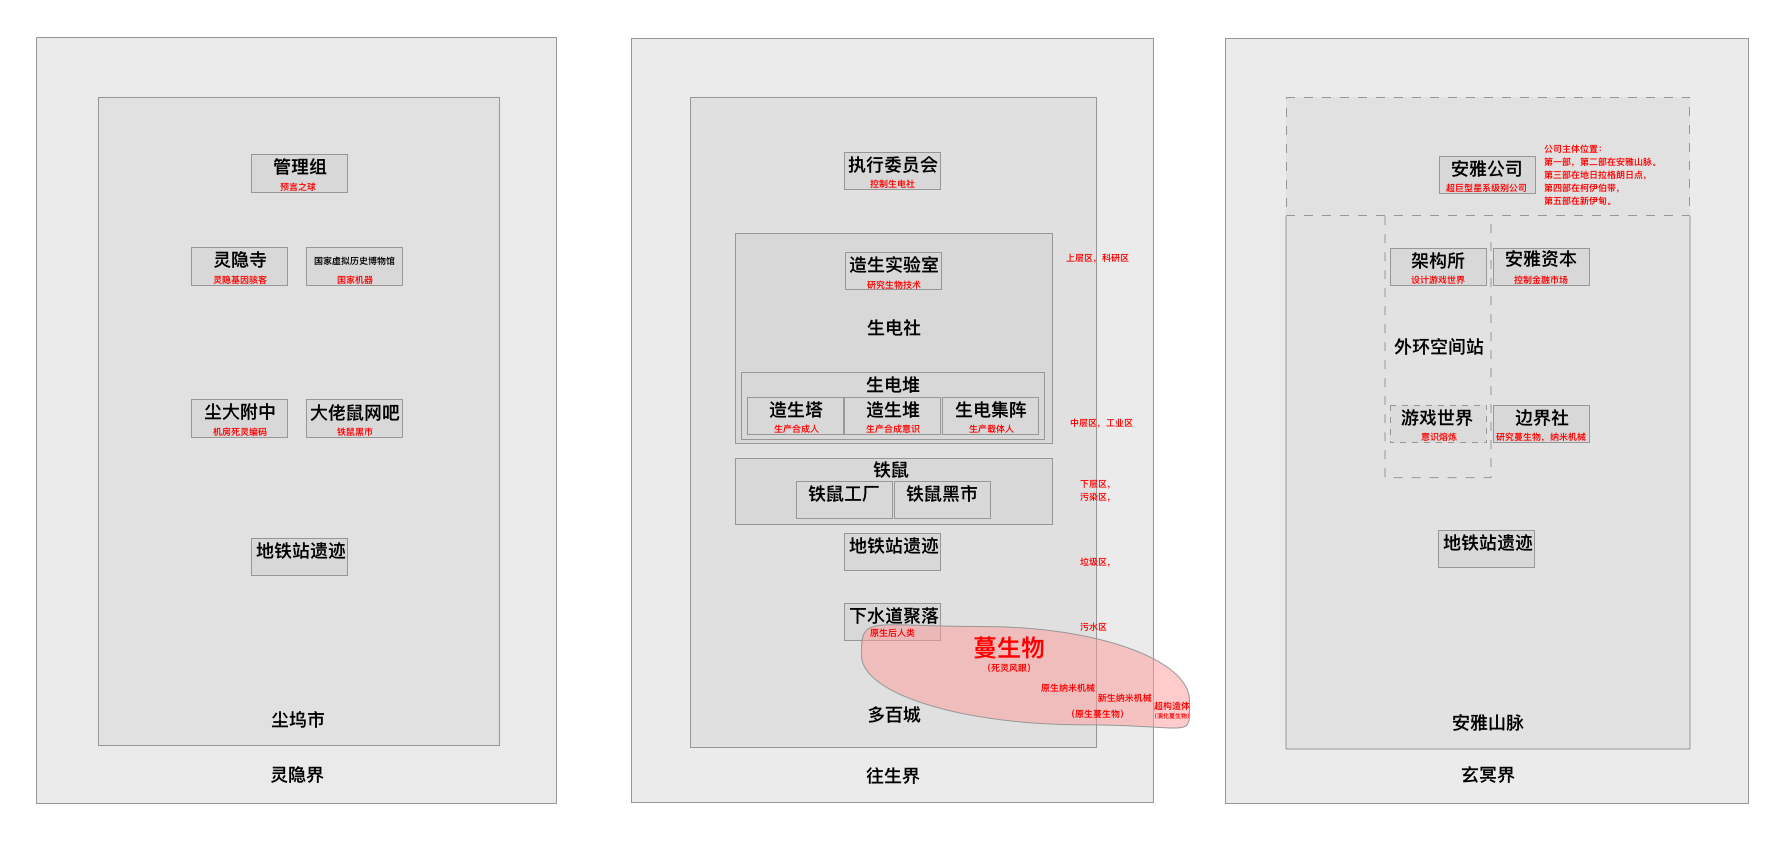 管理组
预言之球
灵隐寺
灵隐基因骇客
国家虚拟历史博物馆
国家机器
尘大附中
机房死灵编码
大佬鼠网吧
铁鼠黑市
地铁站遗迹
尘坞市
灵隐界
执行委员会
控制生电社
造生实验室
研究生物技术
上层区，科研区
生电社
生电堆
造生塔
生产合成人
造生堆
生产合成意识
生电集阵
生产载体人
中层区，工业区
铁鼠
铁鼠工厂
铁鼠黑市
下层区，
污染区，
地铁站遗迹
垃圾区，
下水道聚落
原生后人类
污水区
蔓生物
（死灵风眼）
原生纳米机械
新生纳米机械
（原生蔓生物）
超构造体
（演化蔓生物）
多百城
往生界
安雅公司
超巨型星系级别公司
公司主体位置：
第一部，第二部在安雅山脉。
第三部在地日拉格朗日点，
第四部在柯伊伯带，
第五部在新伊甸。
架构所
设计游戏世界
安雅资本
控制金融市场
外环空间站
游戏世界
意识熔炼
边界社
研究蔓生物，纳米机械
地铁站遗迹
安雅山脉
玄冥界